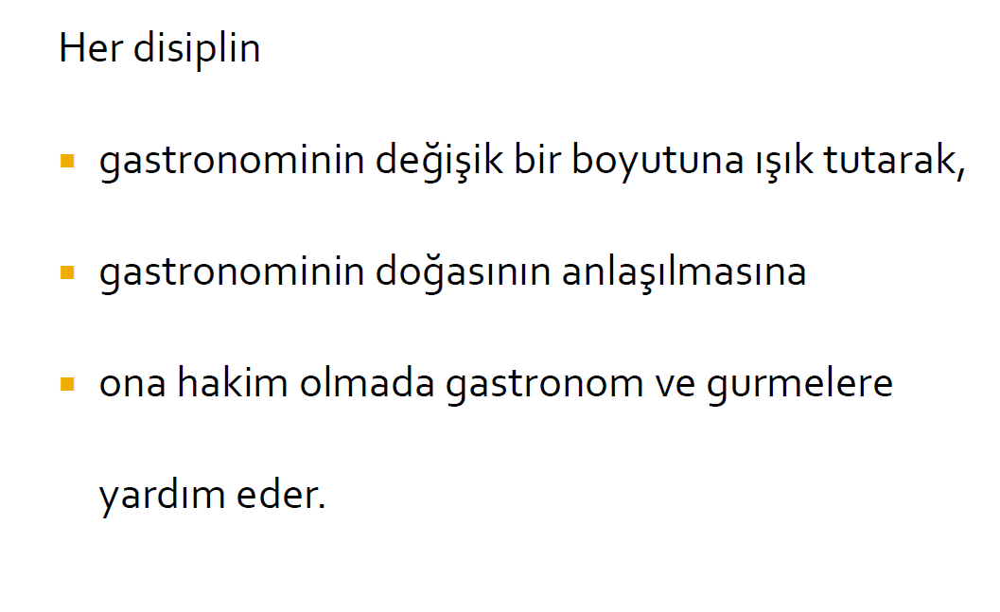 Her disiplin
▪ gastronominin değişik bir boyutuna ışık tutarak,
▪ gastronominin doğasının anlaşılmasına
▪ ona hakim olmada gastronom ve gurmelere
yardım eder.